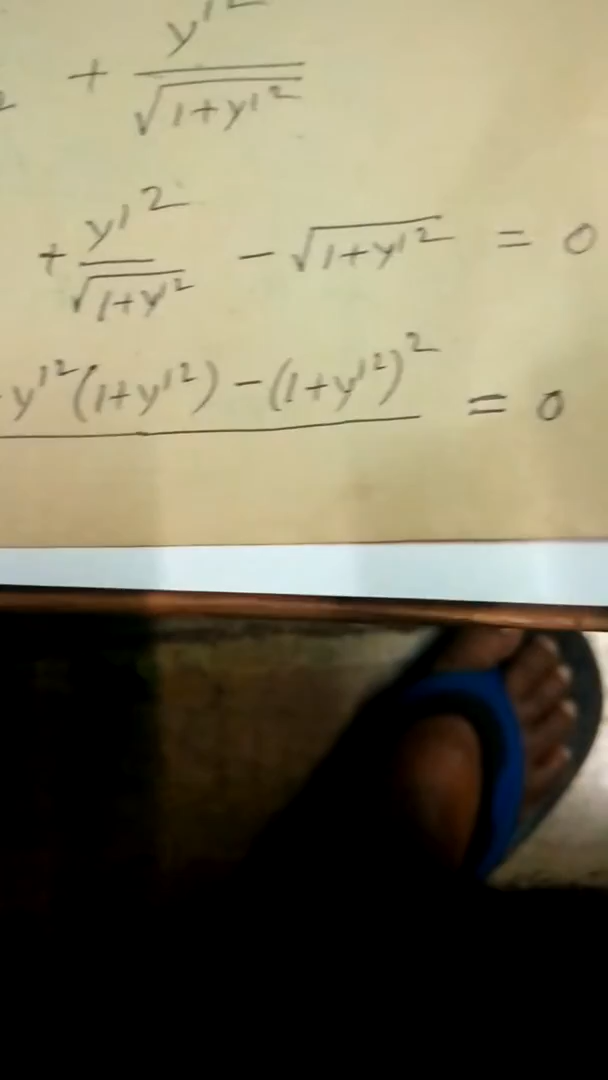 + y'² / √(1+y'²)
+ y'² / √(1+y'²) - √(1+y'²) = 0
y'²(1+y'²) - (1+y'²)² = 0